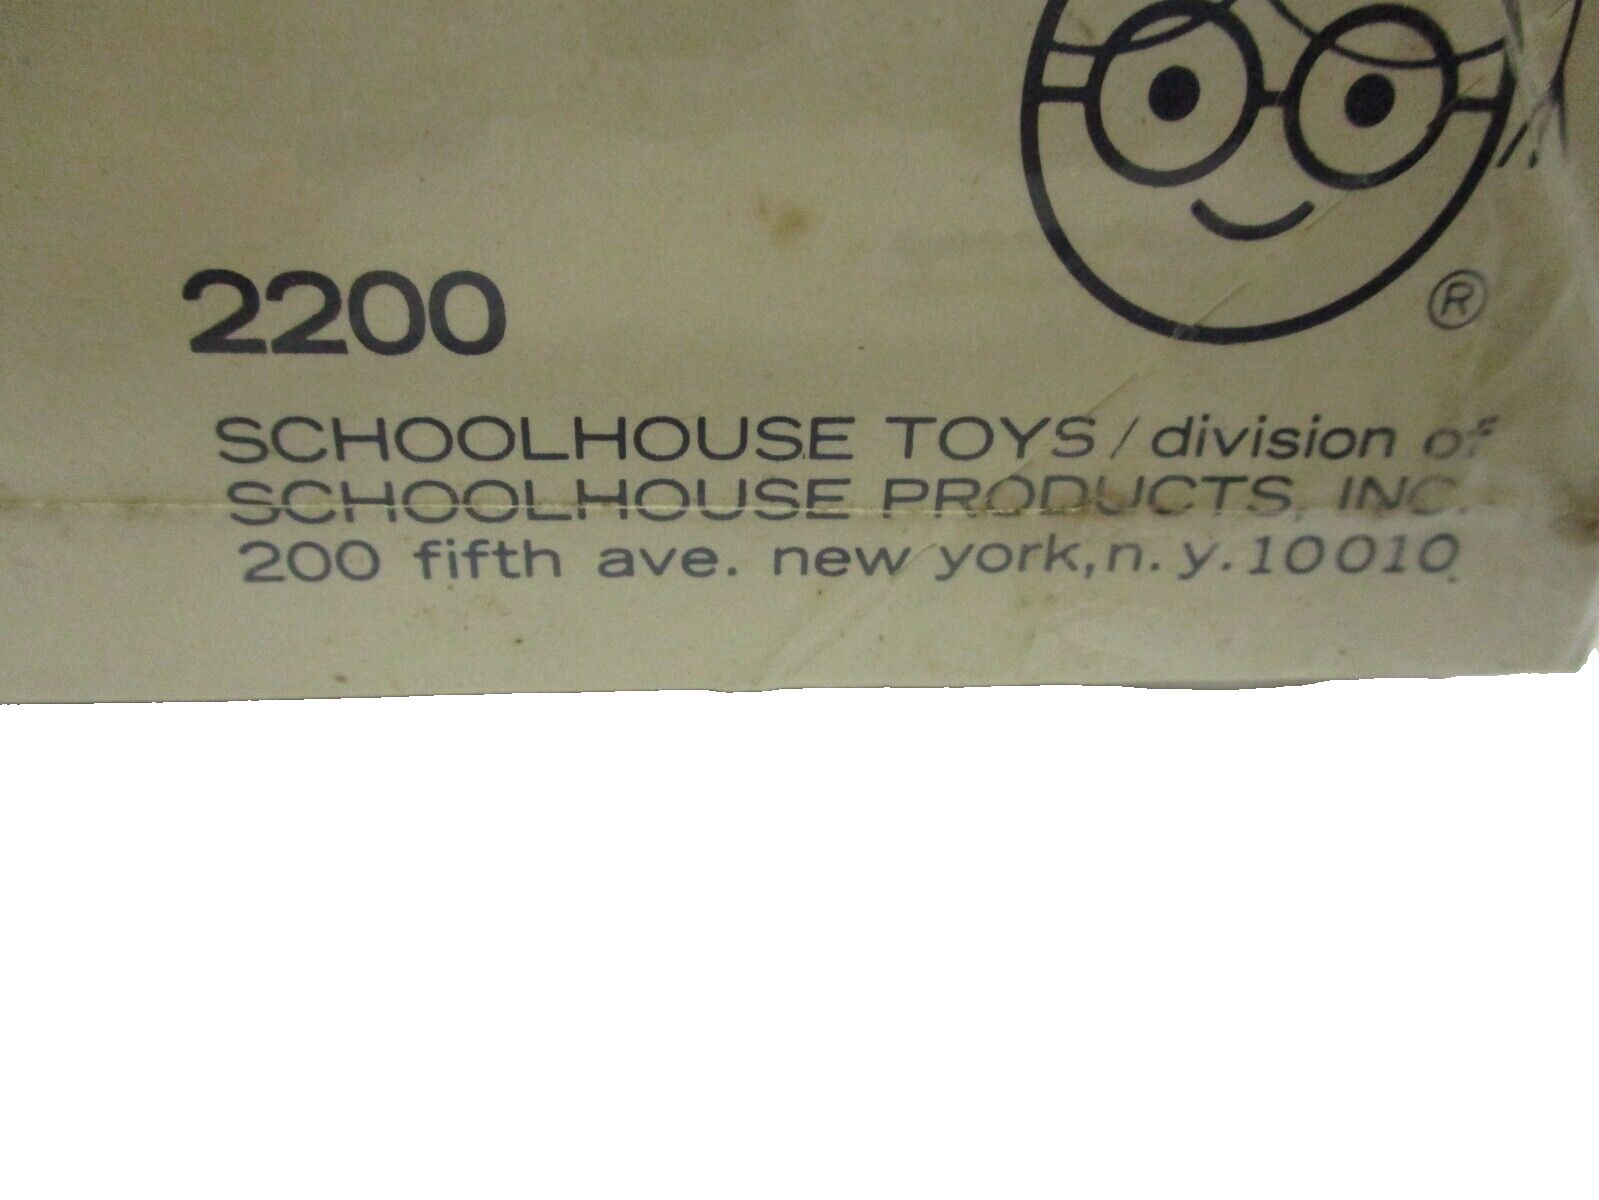 ®
2200
SCHOOLHOUSE TOYS / division of
SCHOOLHOUSE PRODUCTS, INC.
200 fifth ave. new york, n. y. 10010